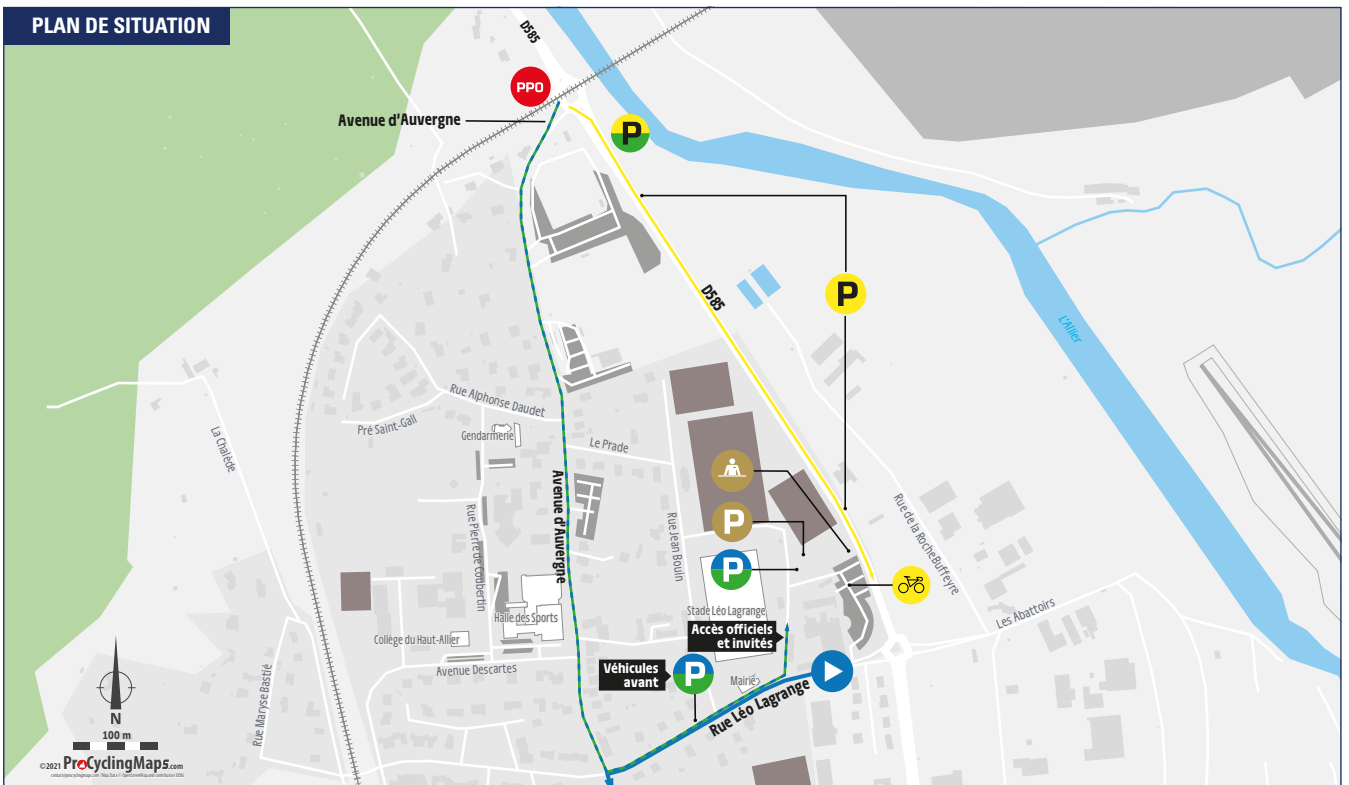 PLAN DE SITUATION
D585
PPO
Avenue d'Auvergne
P
P
D585
L'Allier
La Chalède
Rue Alphonse Daudet
Pré Saint-Gall
Gendarmerie
Le Prade
Avenue d'Auvergne
Rue Pierre de Coubertin
Rue Jean Bouin
P
P
Rue de la Roche Buffeyre
Les Abattoirs
Stade Léo Lagrange
Halle des Sports
Collège du Haut-Allier
Accès officiels
et invités
Avenue Descartes
Véhicules
avant
P
Mairie
Rue Léo Lagrange
Rue Maryse Bastié
N
100 m
©2021 ProCyclingMaps.com